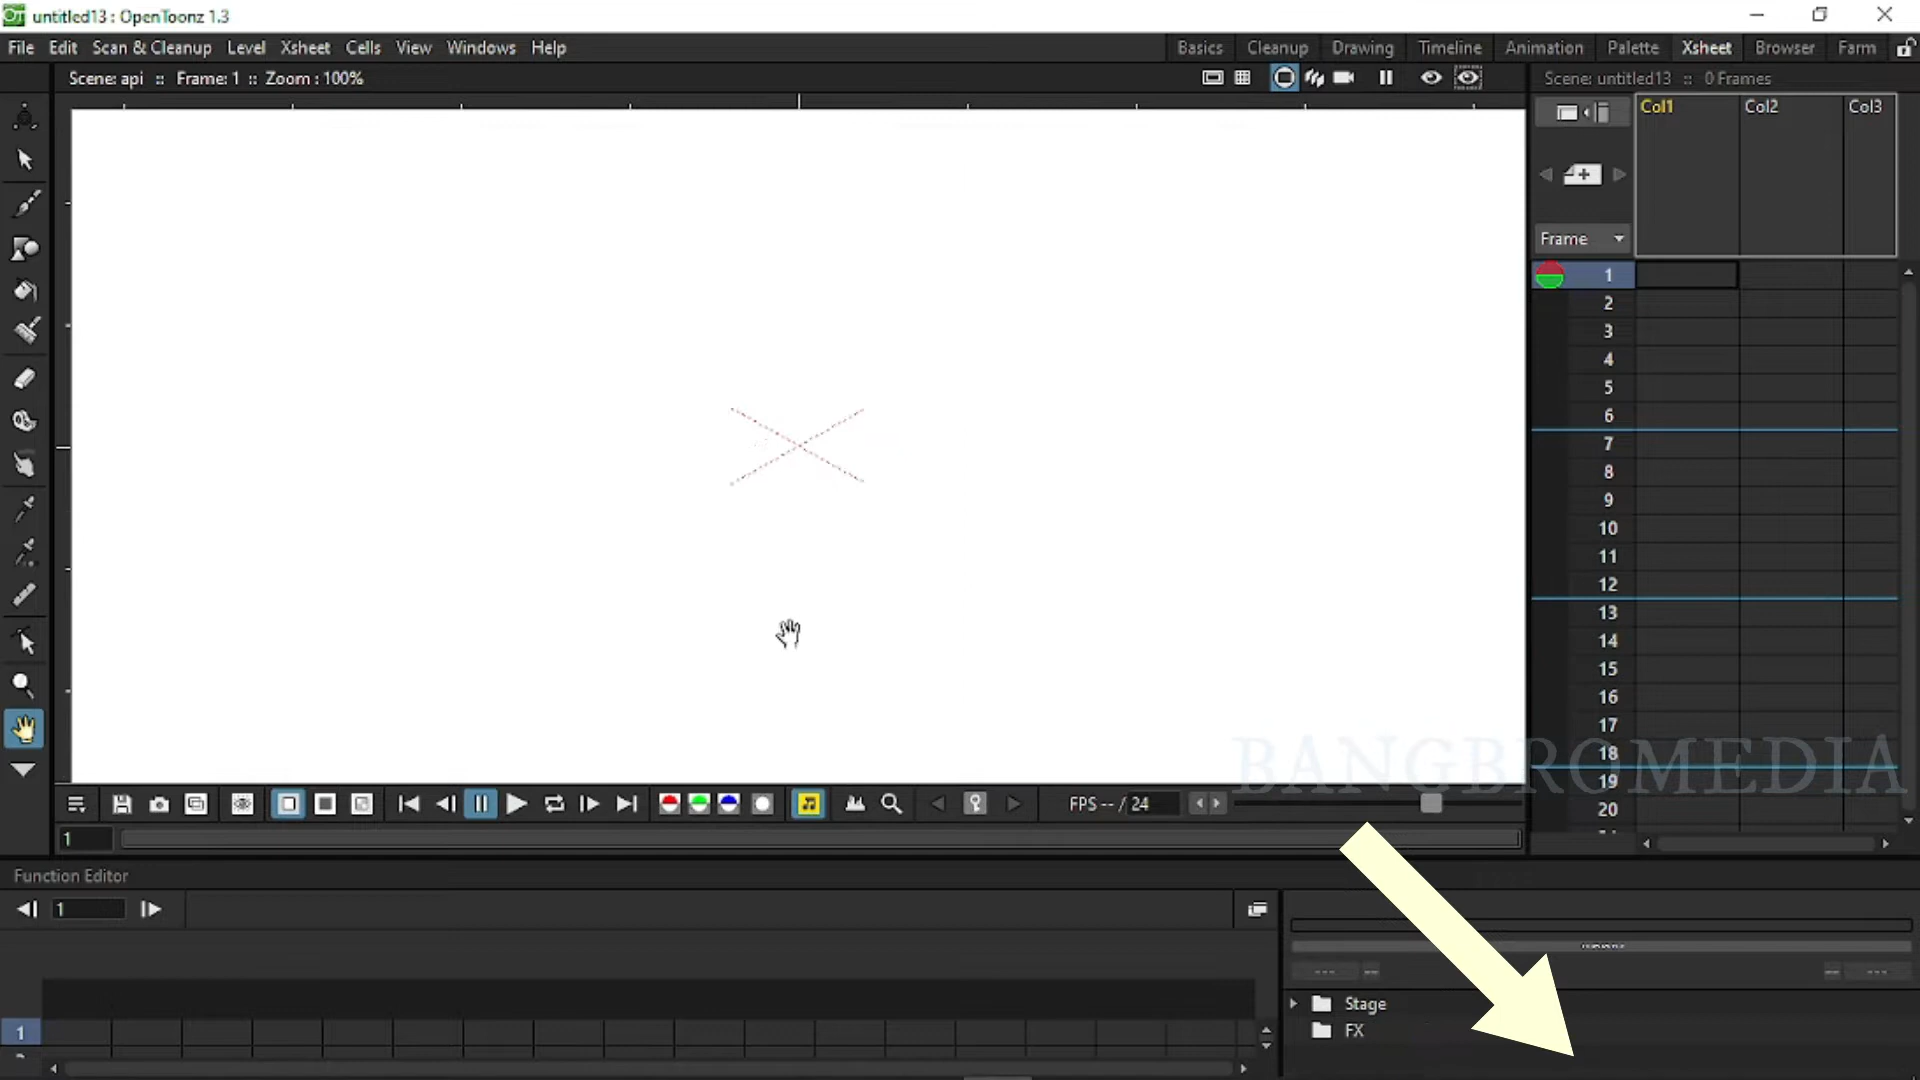 untitled13 : OpenToonz 1.3
File Edit Scan & Cleanup Level Xsheet Cells View Windows Help
Basics Cleanup Drawing Timeline Animation Palette Xsheet Browser Farm
Scene: api :: Frame: 1 :: Zoom : 100%
Scene: untitled13 :: 0 Frames
Col1 Col2 Col3
Frame
1
2
3
4
5
6
7
8
9
10
11
12
13
14
15
16
17
18
19
20
BANGBROMEDIA
FPS -- / 24
1
Function Editor
1
Stage
FX
1